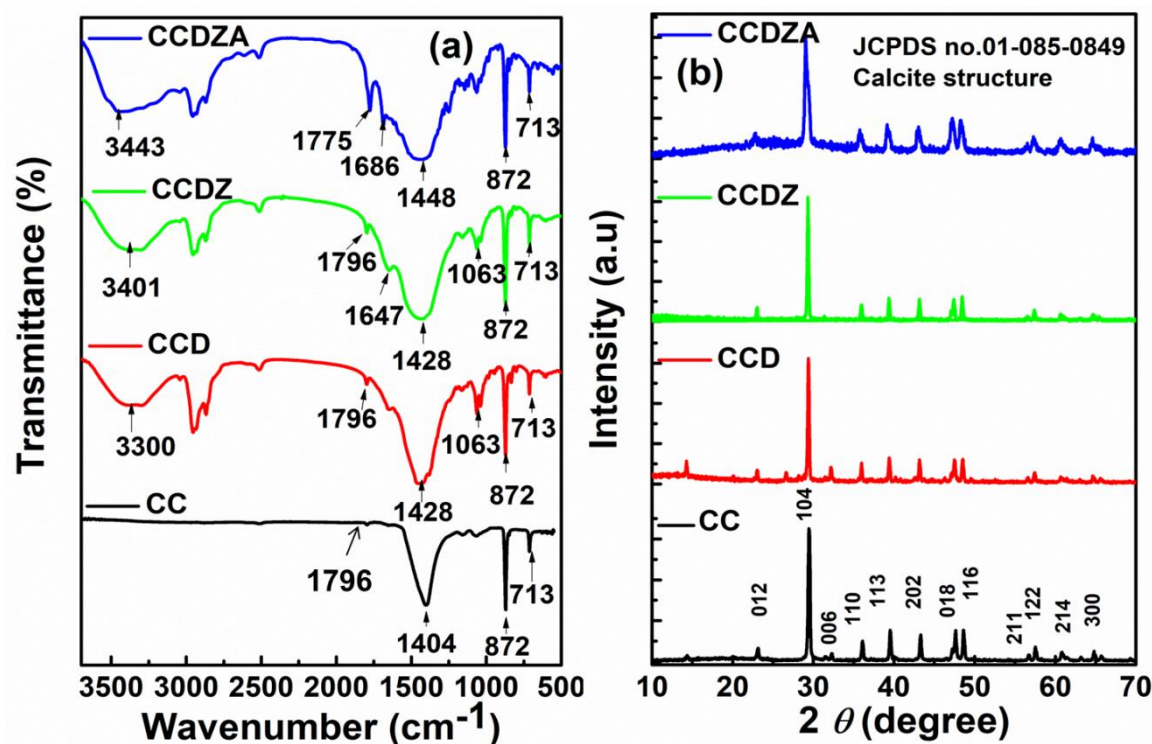 (a)
CCDZA
3443
1775
1686
1448
872
713
CCDZ
3401
1796
1647
1428
1063
872
713
CCD
3300
1796
1428
1063
872
713
CC
1796
1404
872
713
3500 3000 2500 2000 1500 1000 500
Wavenumber (cm⁻¹)
Transmittance (%)
(b)
CCDZA
JCPDS no.01-085-0849
Calcite structure
CCDZ
CCD
CC
012
104
006
110
113
202
018
116
211
122
214
300
10 20 30 40 50 60 70
2 θ (degree)
Intensity (a.u)